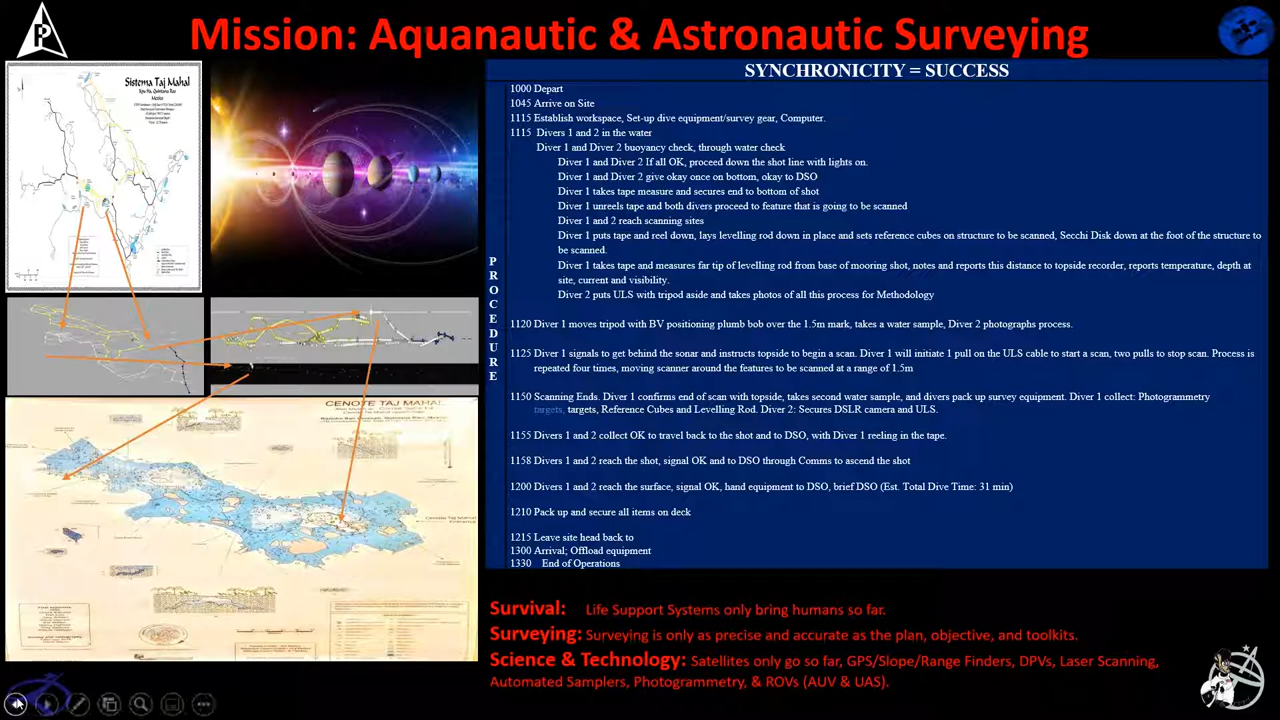 Mission: Aquanautic & Astronautic Surveying
P
Sistema Taj Mahal
SYNCHRONICITY = SUCCESS
PROCEDURE
1000 Depart
1045 Arrive on Site
1115 Establish workspace, Set-up dive equipment/survey gear, Computer.
1115 Divers 1 and 2 in the water
Diver 1 and Diver 2 buoyancy check, through water check
Diver 1 and Diver 2 If all OK, proceed down the shot line with lights on.
Diver 1 and Diver 2 give okay once on bottom, okay to DSO
Diver 1 takes tape measure and secures end to bottom of shot
Diver 1 unreels tape and both divers proceed to feature that is going to be scanned
Diver 1 and 2 reach scanning sites
Diver 1 puts tape and reel down, lays levelling rod down in place and sets reference cubes on structure to be scanned, Secchi Disk down at the foot of the structure to
be scanned.
Diver 1 takes tape and measures far tip of levelling rod from base of mooring shot, notes and reports this distance to topside recorder, reports temperature, depth at
site, current and visibility.
Diver 2 puts ULS with tripod aside and takes photos of all this process for Methodology
1120 Diver 1 moves tripod with BV positioning plumb bob over the 1.5m mark, takes a water sample, Diver 2 photographs process.
1125 Diver 1 signals to get behind the sonar and instructs topside to begin a scan. Diver 1 will initiate 1 pull on the ULS cable to start a scan, two pulls to stop scan. Process is
repeated four times, moving scanner around the features to be scanned at a range of 1.5m
1150 Scanning Ends. Diver 1 confirms end of scan with topside, takes second water sample, and divers pack up survey equipment. Diver 1 collect: Photogrammetry
targets, targets, Reference Cubes and Levelling Rod. Diver 2: Secures DSLR camera and ULS.
1155 Divers 1 and 2 collect OK to travel back to the shot and to DSO, with Diver 1 reeling in the tape.
1158 Divers 1 and 2 reach the shot, signal OK and to DSO through Comms to ascend the shot
1200 Divers 1 and 2 reach the surface, signal OK, hand equipment to DSO, brief DSO (Est. Total Dive Time: 31 min)
1210 Pack up and secure all items on deck
1215 Leave site head back to
1300 Arrival; Offload equipment
1330 End of Operations
CENOTE TAJ MAHAL
Survival: Life Support Systems only bring humans so far.
Surveying: Surveying is only as precise and accurate as the plan, objective, and toolkits.
Science & Technology: Satellites only go so far, GPS/Slope/Range Finders, DPVs, Laser Scanning,
Automated Samplers, Photogrammetry, & ROVs (AUV & UAS).